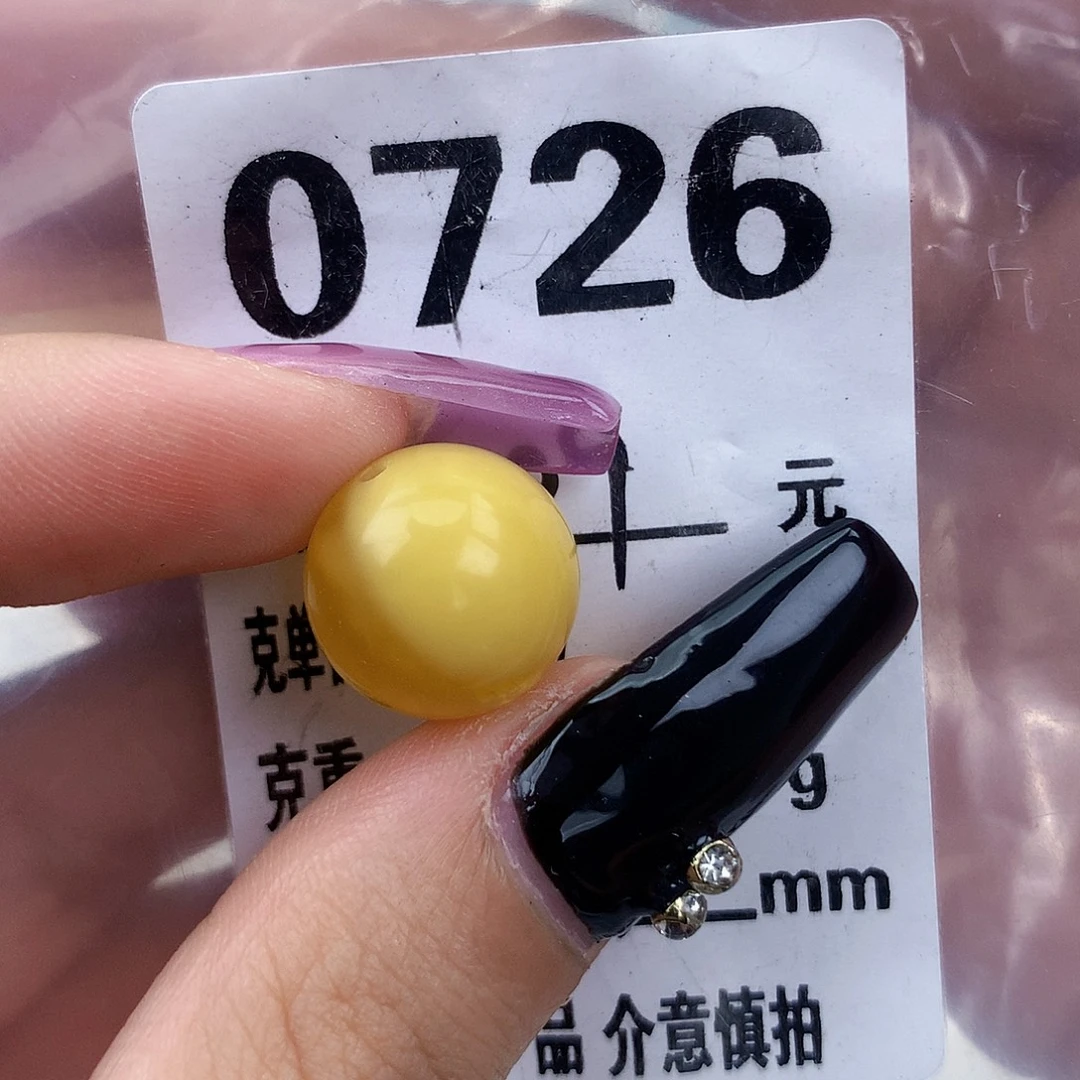 0726
元
克单
克重 g
mm
品 介意慎拍